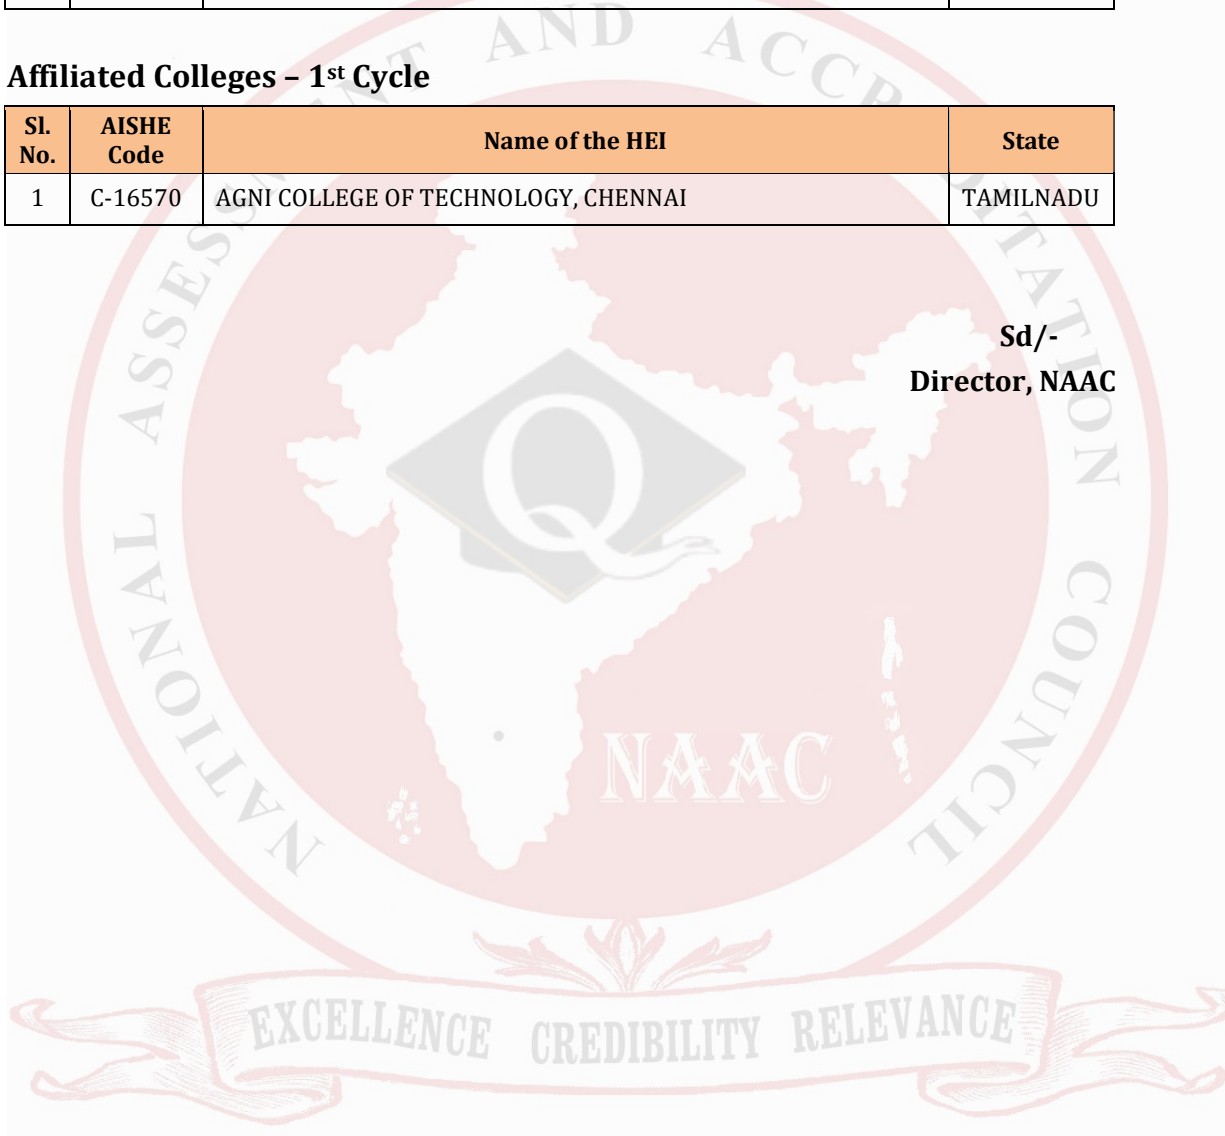 Affiliated Colleges – 1st Cycle
Sl. No. AISHE Code Name of the HEI State
1 C-16570 AGNI COLLEGE OF TECHNOLOGY, CHENNAI TAMILNADU
Sd/-
Director, NAAC
NATIONAL ASSESSMENT AND ACCREDITATION COUNCIL
NAAC
EXCELLENCE CREDIBILITY RELEVANCE